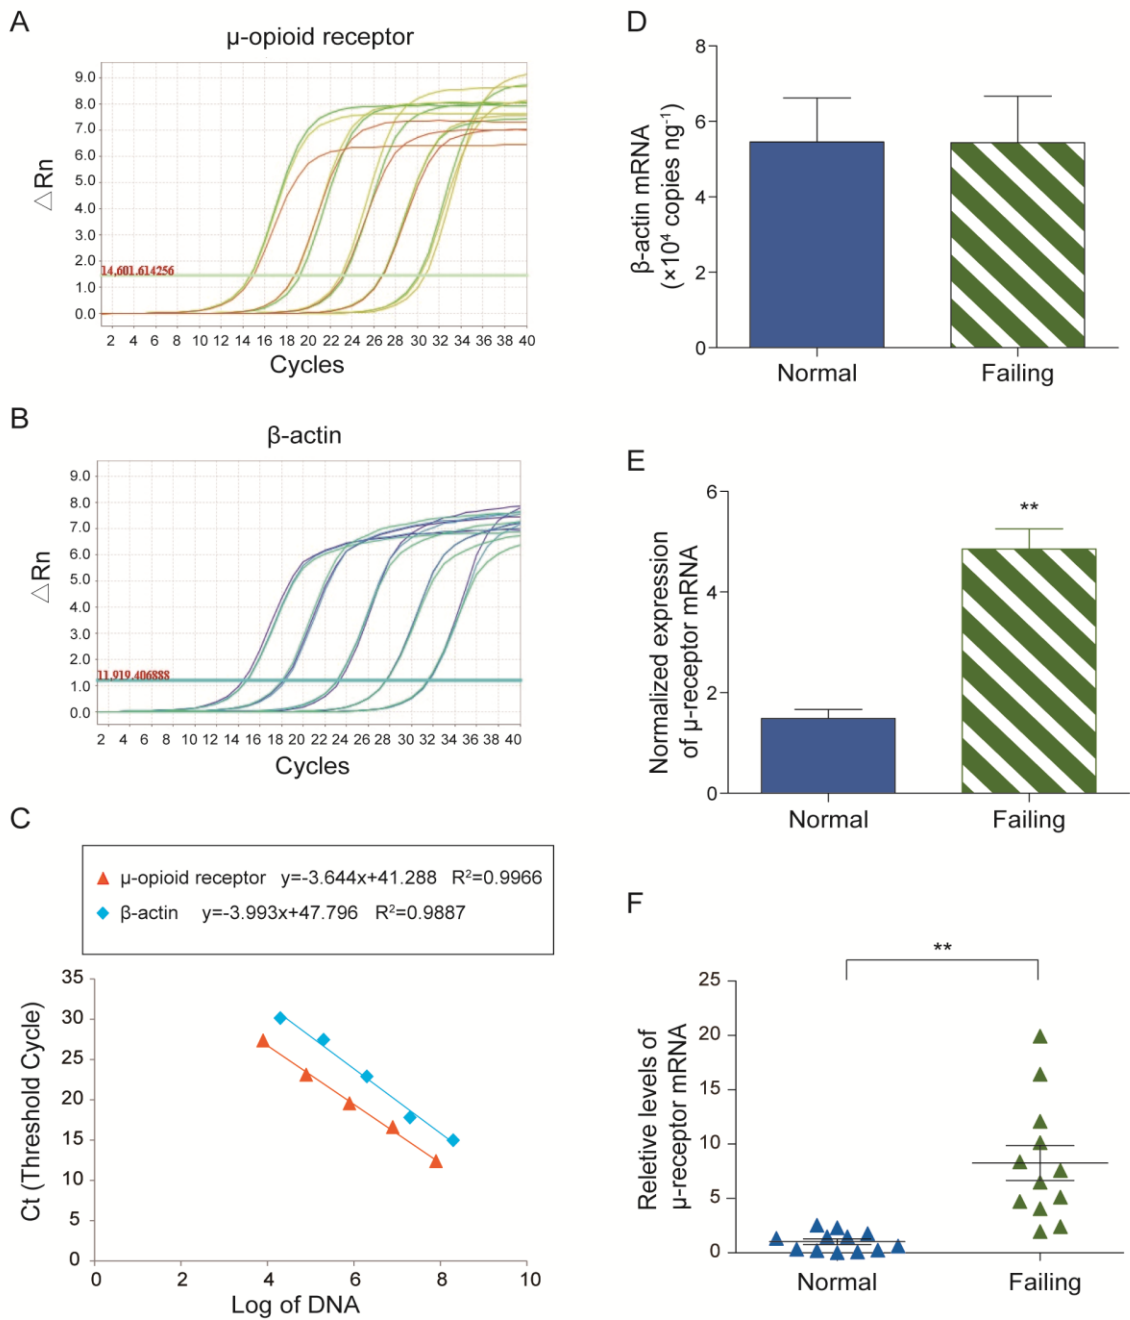 A
μ-opioid receptor
△Rn
9.0
8.0
7.0
6.0
5.0
4.0
3.0
2.0
1.0
0.0
14,601.614256
2 4 6 8 10 12 14 16 18 20 22 24 26 28 30 32 34 36 38 40
Cycles
B
β-actin
△Rn
9.0
8.0
7.0
6.0
5.0
4.0
3.0
2.0
1.0
0.0
11,919.406888
2 4 6 8 10 12 14 16 18 20 22 24 26 28 30 32 34 36 38 40
Cycles
C
μ-opioid receptor y=-3.644x+41.288 R²=0.9966
β-actin y=-3.993x+47.796 R²=0.9887
Ct (Threshold Cycle)
35
30
25
20
15
10
5
0
0 2 4 6 8 10
Log of DNA
D
β-actin mRNA
(×10⁴ copies ng⁻¹)
8
6
4
2
0
Normal Failing
E
Normalized expression
of μ-receptor mRNA
6
4
2
0
**
Normal Failing
F
Reletive levels of
μ-receptor mRNA
**
25
20
15
10
5
0
Normal Failing